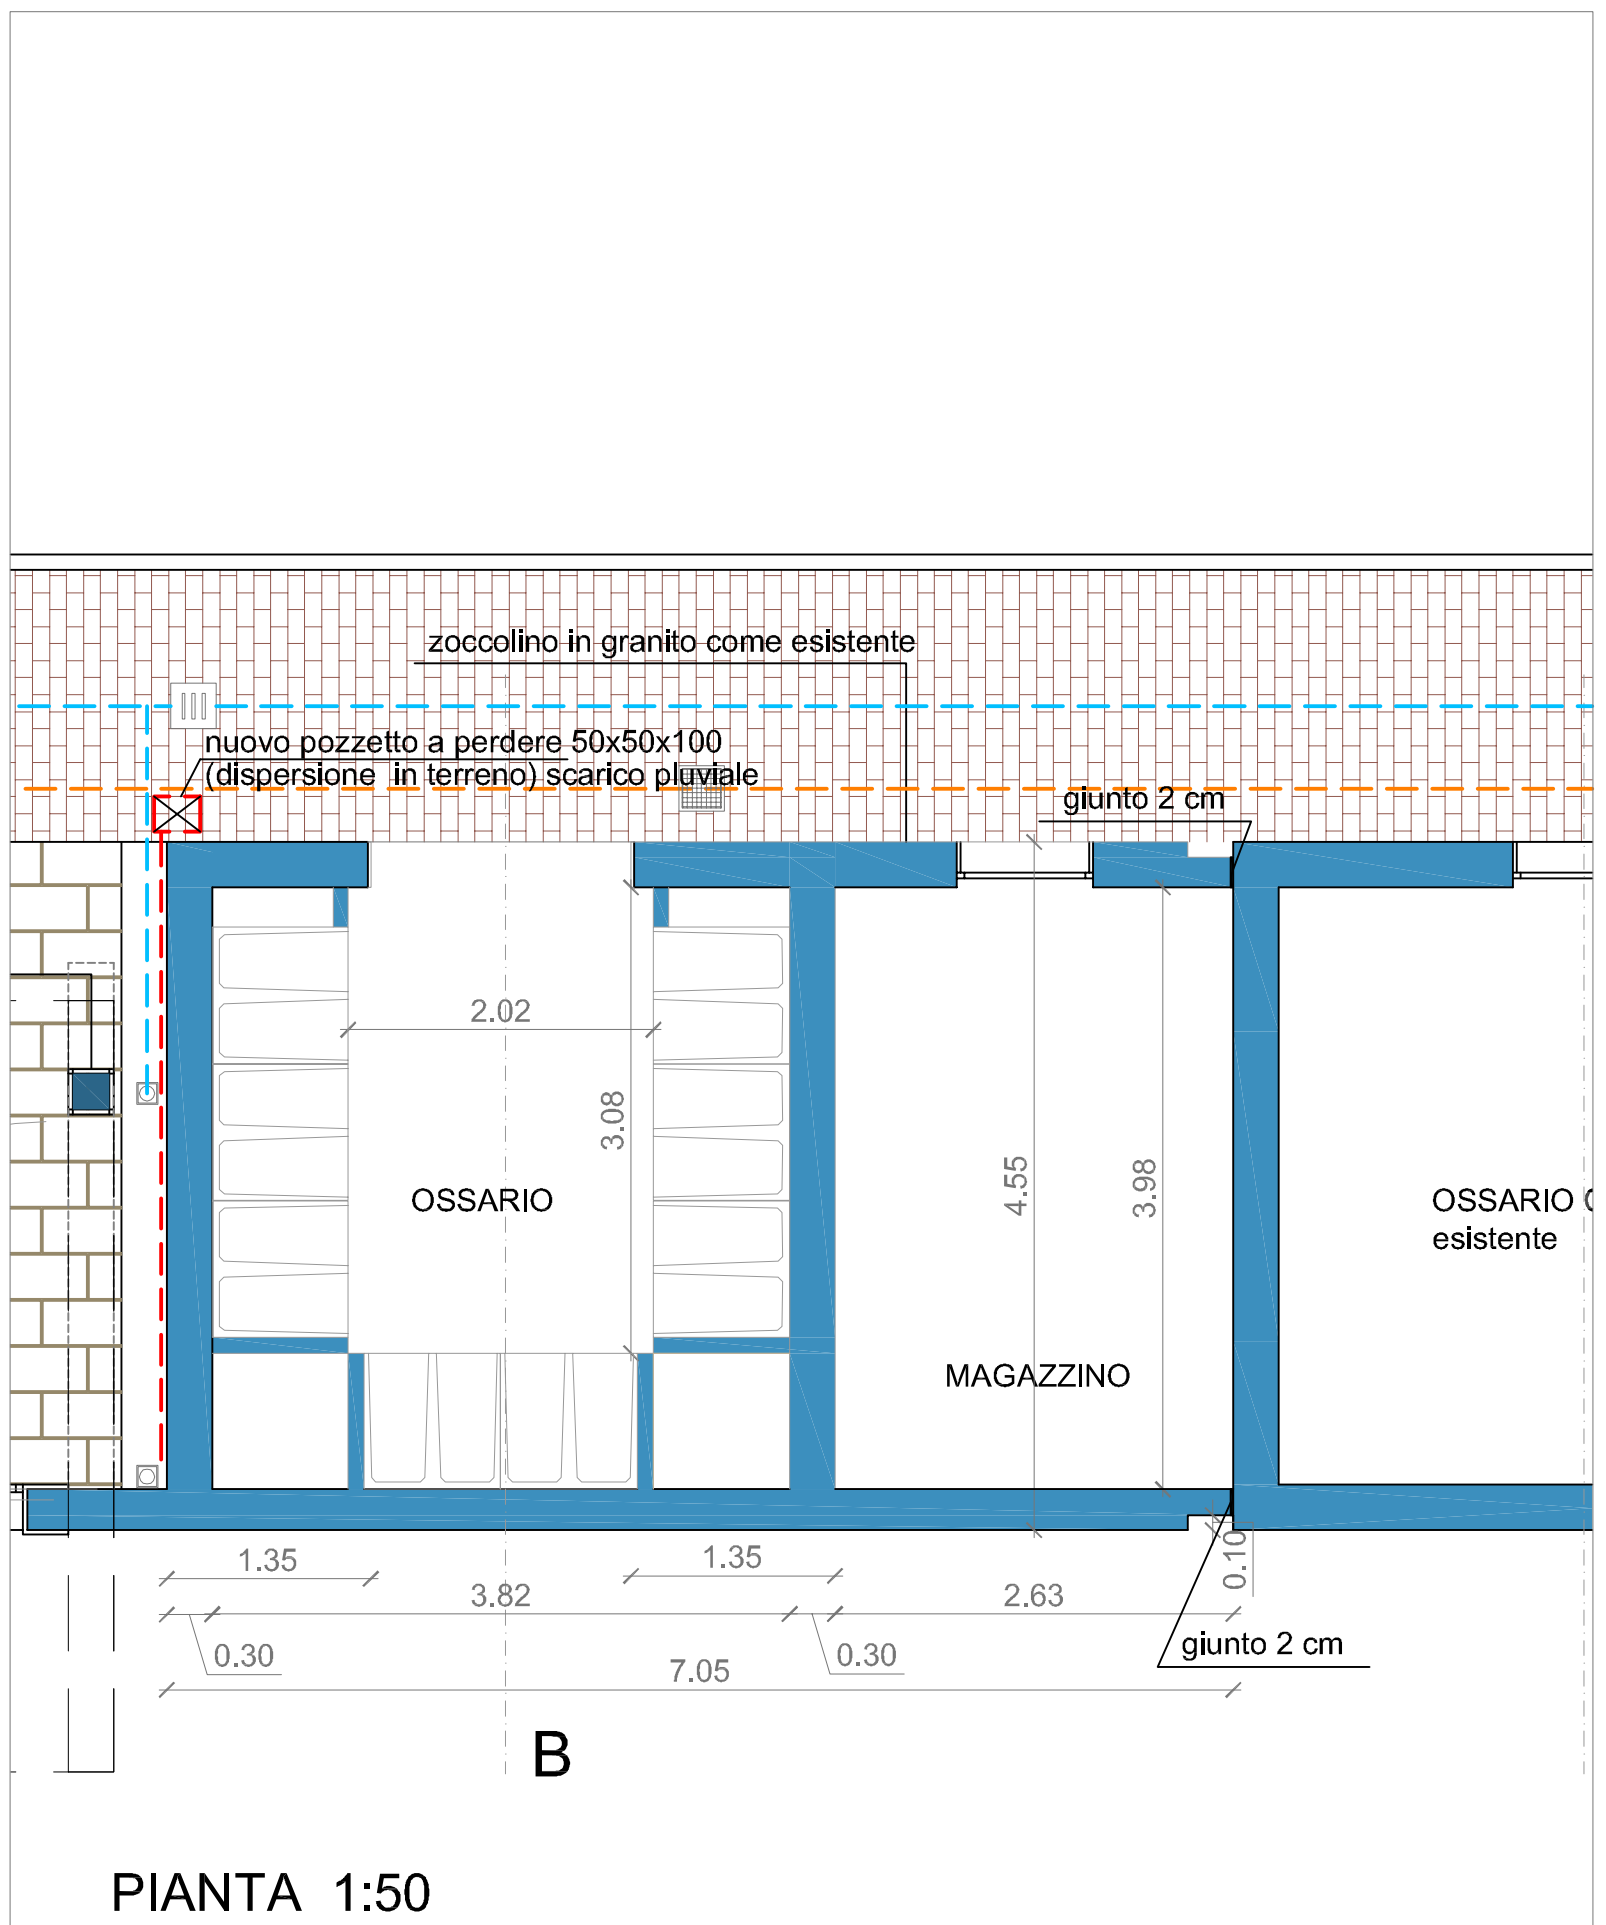 zoccolino in granito come esistente
nuovo pozzetto a perdere 50x50x100
(dispersione in terreno) scarico pluviale
giunto 2 cm
2.02
3.08
4.55
3.98
OSSARIO
OSSARIO
esistente
MAGAZZINO
1.35
1.35
0.10
3.82
2.63
0.30
0.30
giunto 2 cm
7.05
B
PIANTA 1:50